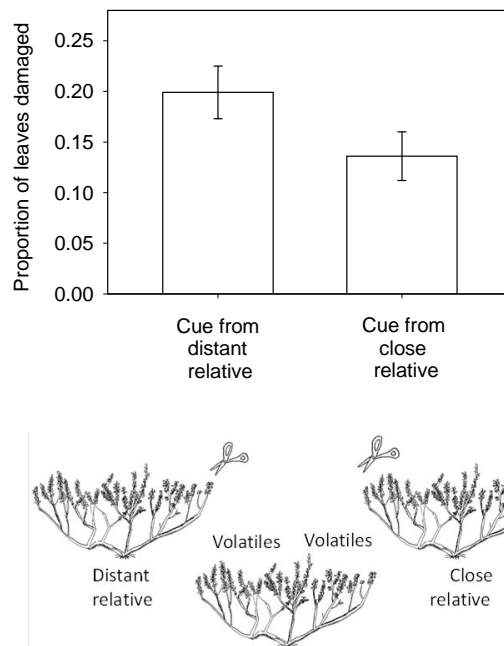 Proportion of leaves damaged
0.25
0.20
0.15
0.10
0.05
0.00
Cue from
distant
relative
Cue from
close
relative
Volatiles Volatiles
Distant
relative
Close
relative